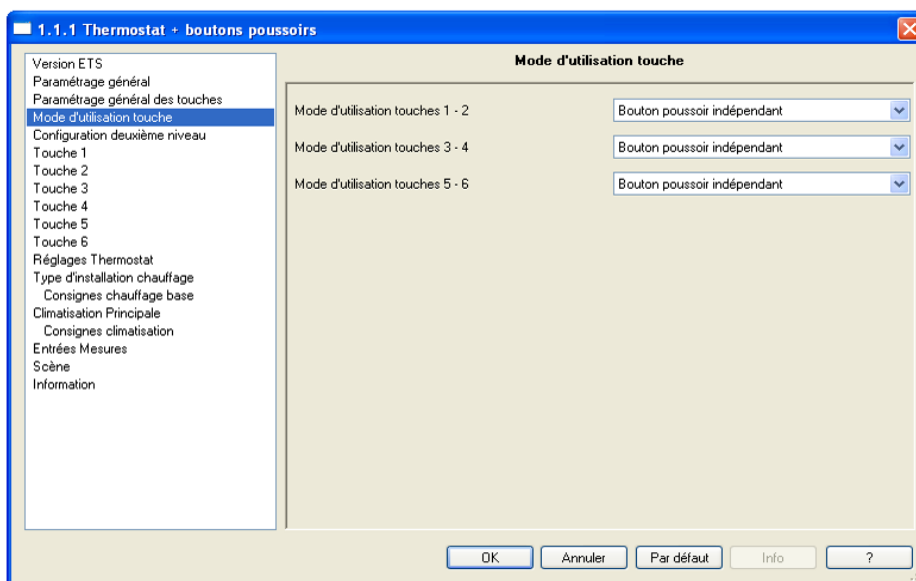 1.1.1 Thermostat + boutons poussoirs
Version ETS
Paramétrage général
Paramétrage général des touches
Mode d'utilisation touche
Configuration deuxième niveau
Touche 1
Touche 2
Touche 3
Touche 4
Touche 5
Touche 6
Réglages Thermostat
Type d'installation chauffage
Consignes chauffage base
Climatisation Principale
Consignes climatisation
Entrées Mesures
Scène
Information
Mode d'utilisation touche
Mode d'utilisation touches 1 - 2 Bouton poussoir indépendant
Mode d'utilisation touches 3 - 4 Bouton poussoir indépendant
Mode d'utilisation touches 5 - 6 Bouton poussoir indépendant
OK Annuler Par défaut Info ?